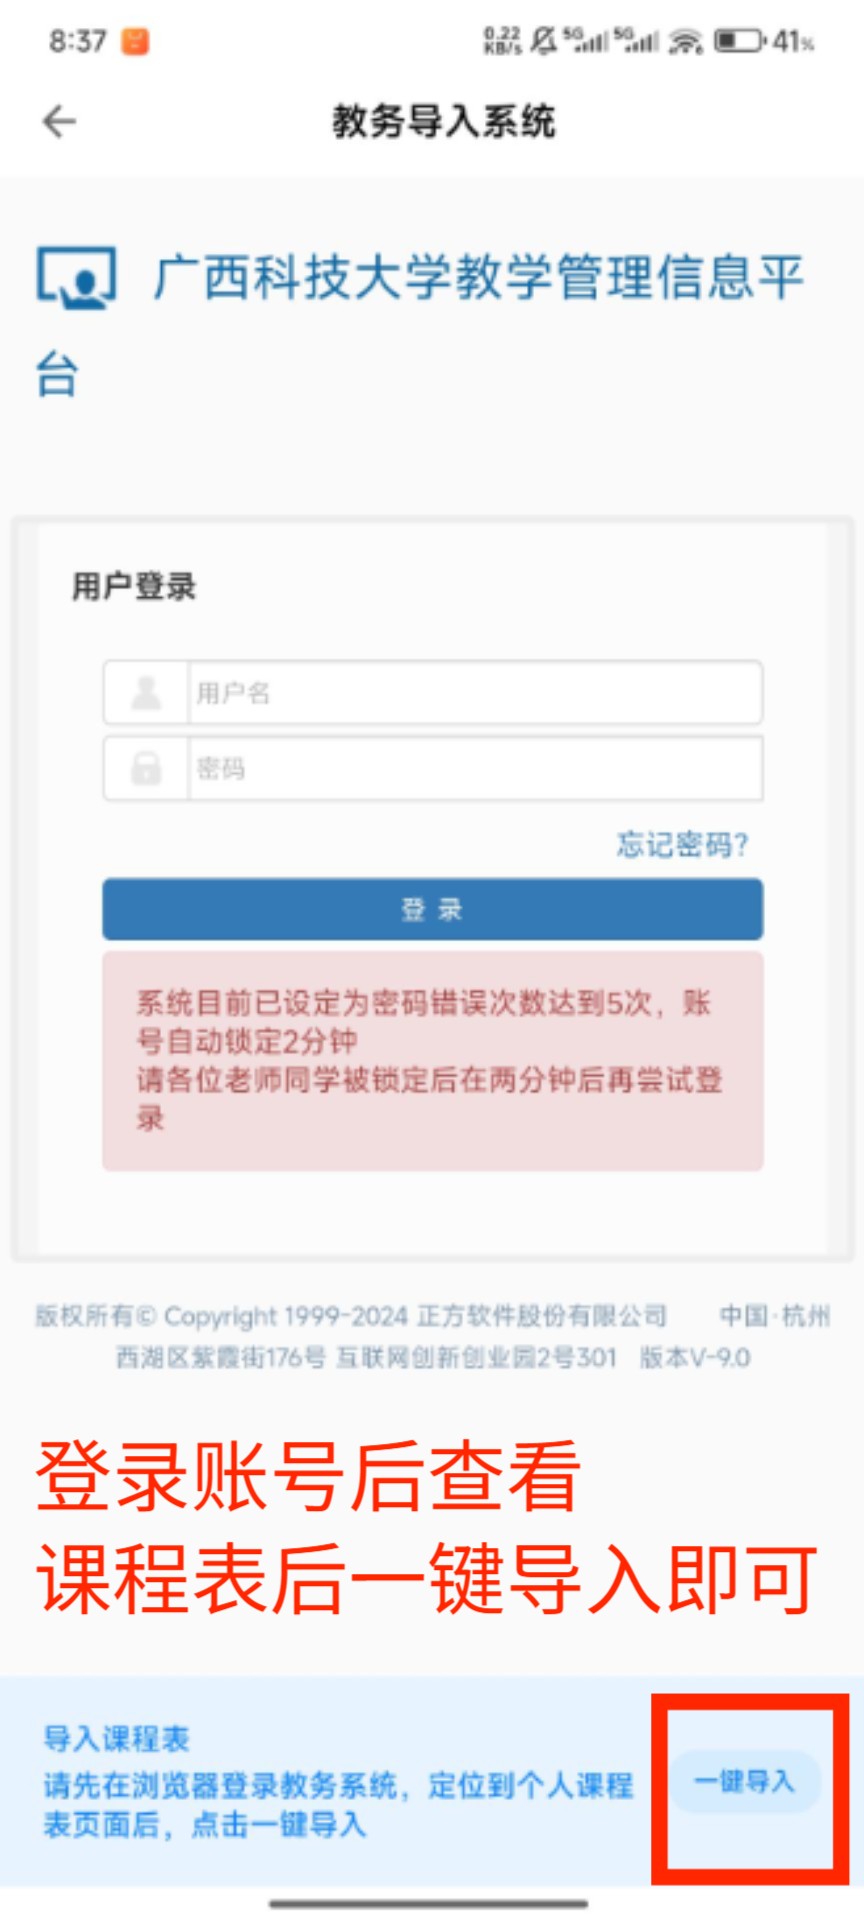 8:37
0.22 KB/s 5G 5G 6 41%
教务导入系统
广西科技大学教学管理信息平
台
用户登录
用户名
密码
忘记密码?
登 录
系统目前已设定为密码错误次数达到5次，账
号自动锁定2分钟
请各位老师同学被锁定后在两分钟后再尝试登
录
版权所有© Copyright 1999-2024 正方软件股份有限公司 中国·杭州
西湖区紫霞街176号 互联网创新创业园2号301 版本V-9.0
登录账号后查看
课程表后一键导入即可
导入课程表
请先在浏览器登录教务系统，定位到个人课程
表页面后，点击一键导入
一键导入